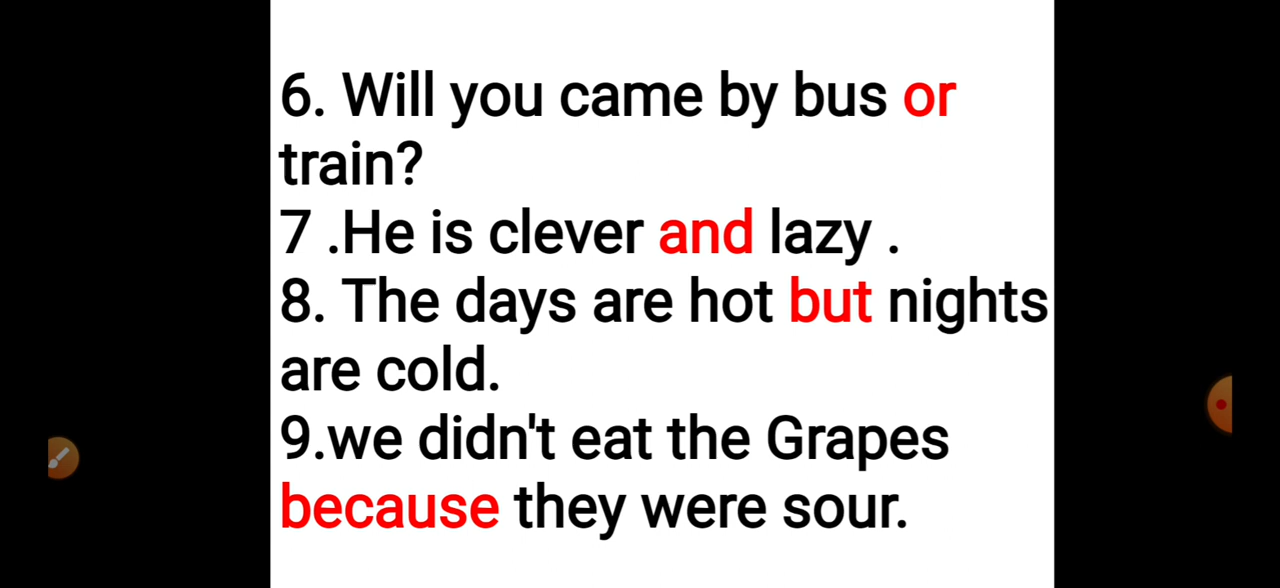 6. Will you came by bus or
train?
7 .He is clever and lazy .
8. The days are hot but nights
are cold.
9.we didn't eat the Grapes
because they were sour.